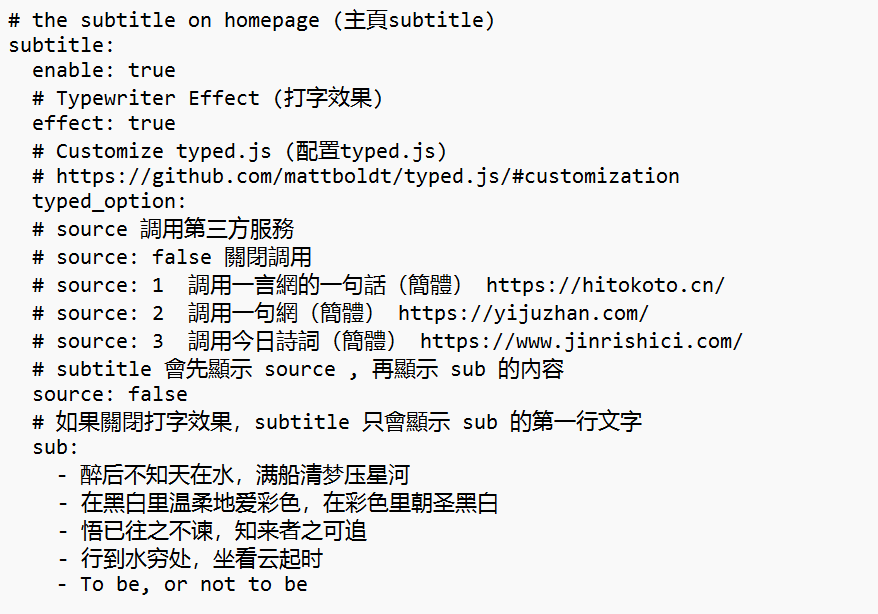 # the subtitle on homepage (主頁subtitle)
subtitle:
  enable: true
  # Typewriter Effect (打字效果)
  effect: true
  # Customize typed.js (配置typed.js)
  # https://github.com/mattboldt/typed.js/#customization
  typed_option:
  # source 調用第三方服務
  # source: false 關閉調用
  # source: 1  調用一言網的一句話（簡體） https://hitokoto.cn/
  # source: 2  調用一句網（簡體） https://yijuzhan.com/
  # source: 3  調用今日詩詞（簡體） https://www.jinrishici.com/
  # subtitle 會先顯示 source , 再顯示 sub 的內容
  source: false
  # 如果關閉打字效果，subtitle 只會顯示 sub 的第一行文字
  sub:
    - 醉后不知天在水，满船清梦压星河
    - 在黑白里温柔地爱彩色，在彩色里朝圣黑白
    - 悟已往之不谏，知来者之可追
    - 行到水穷处，坐看云起时
    - To be, or not to be